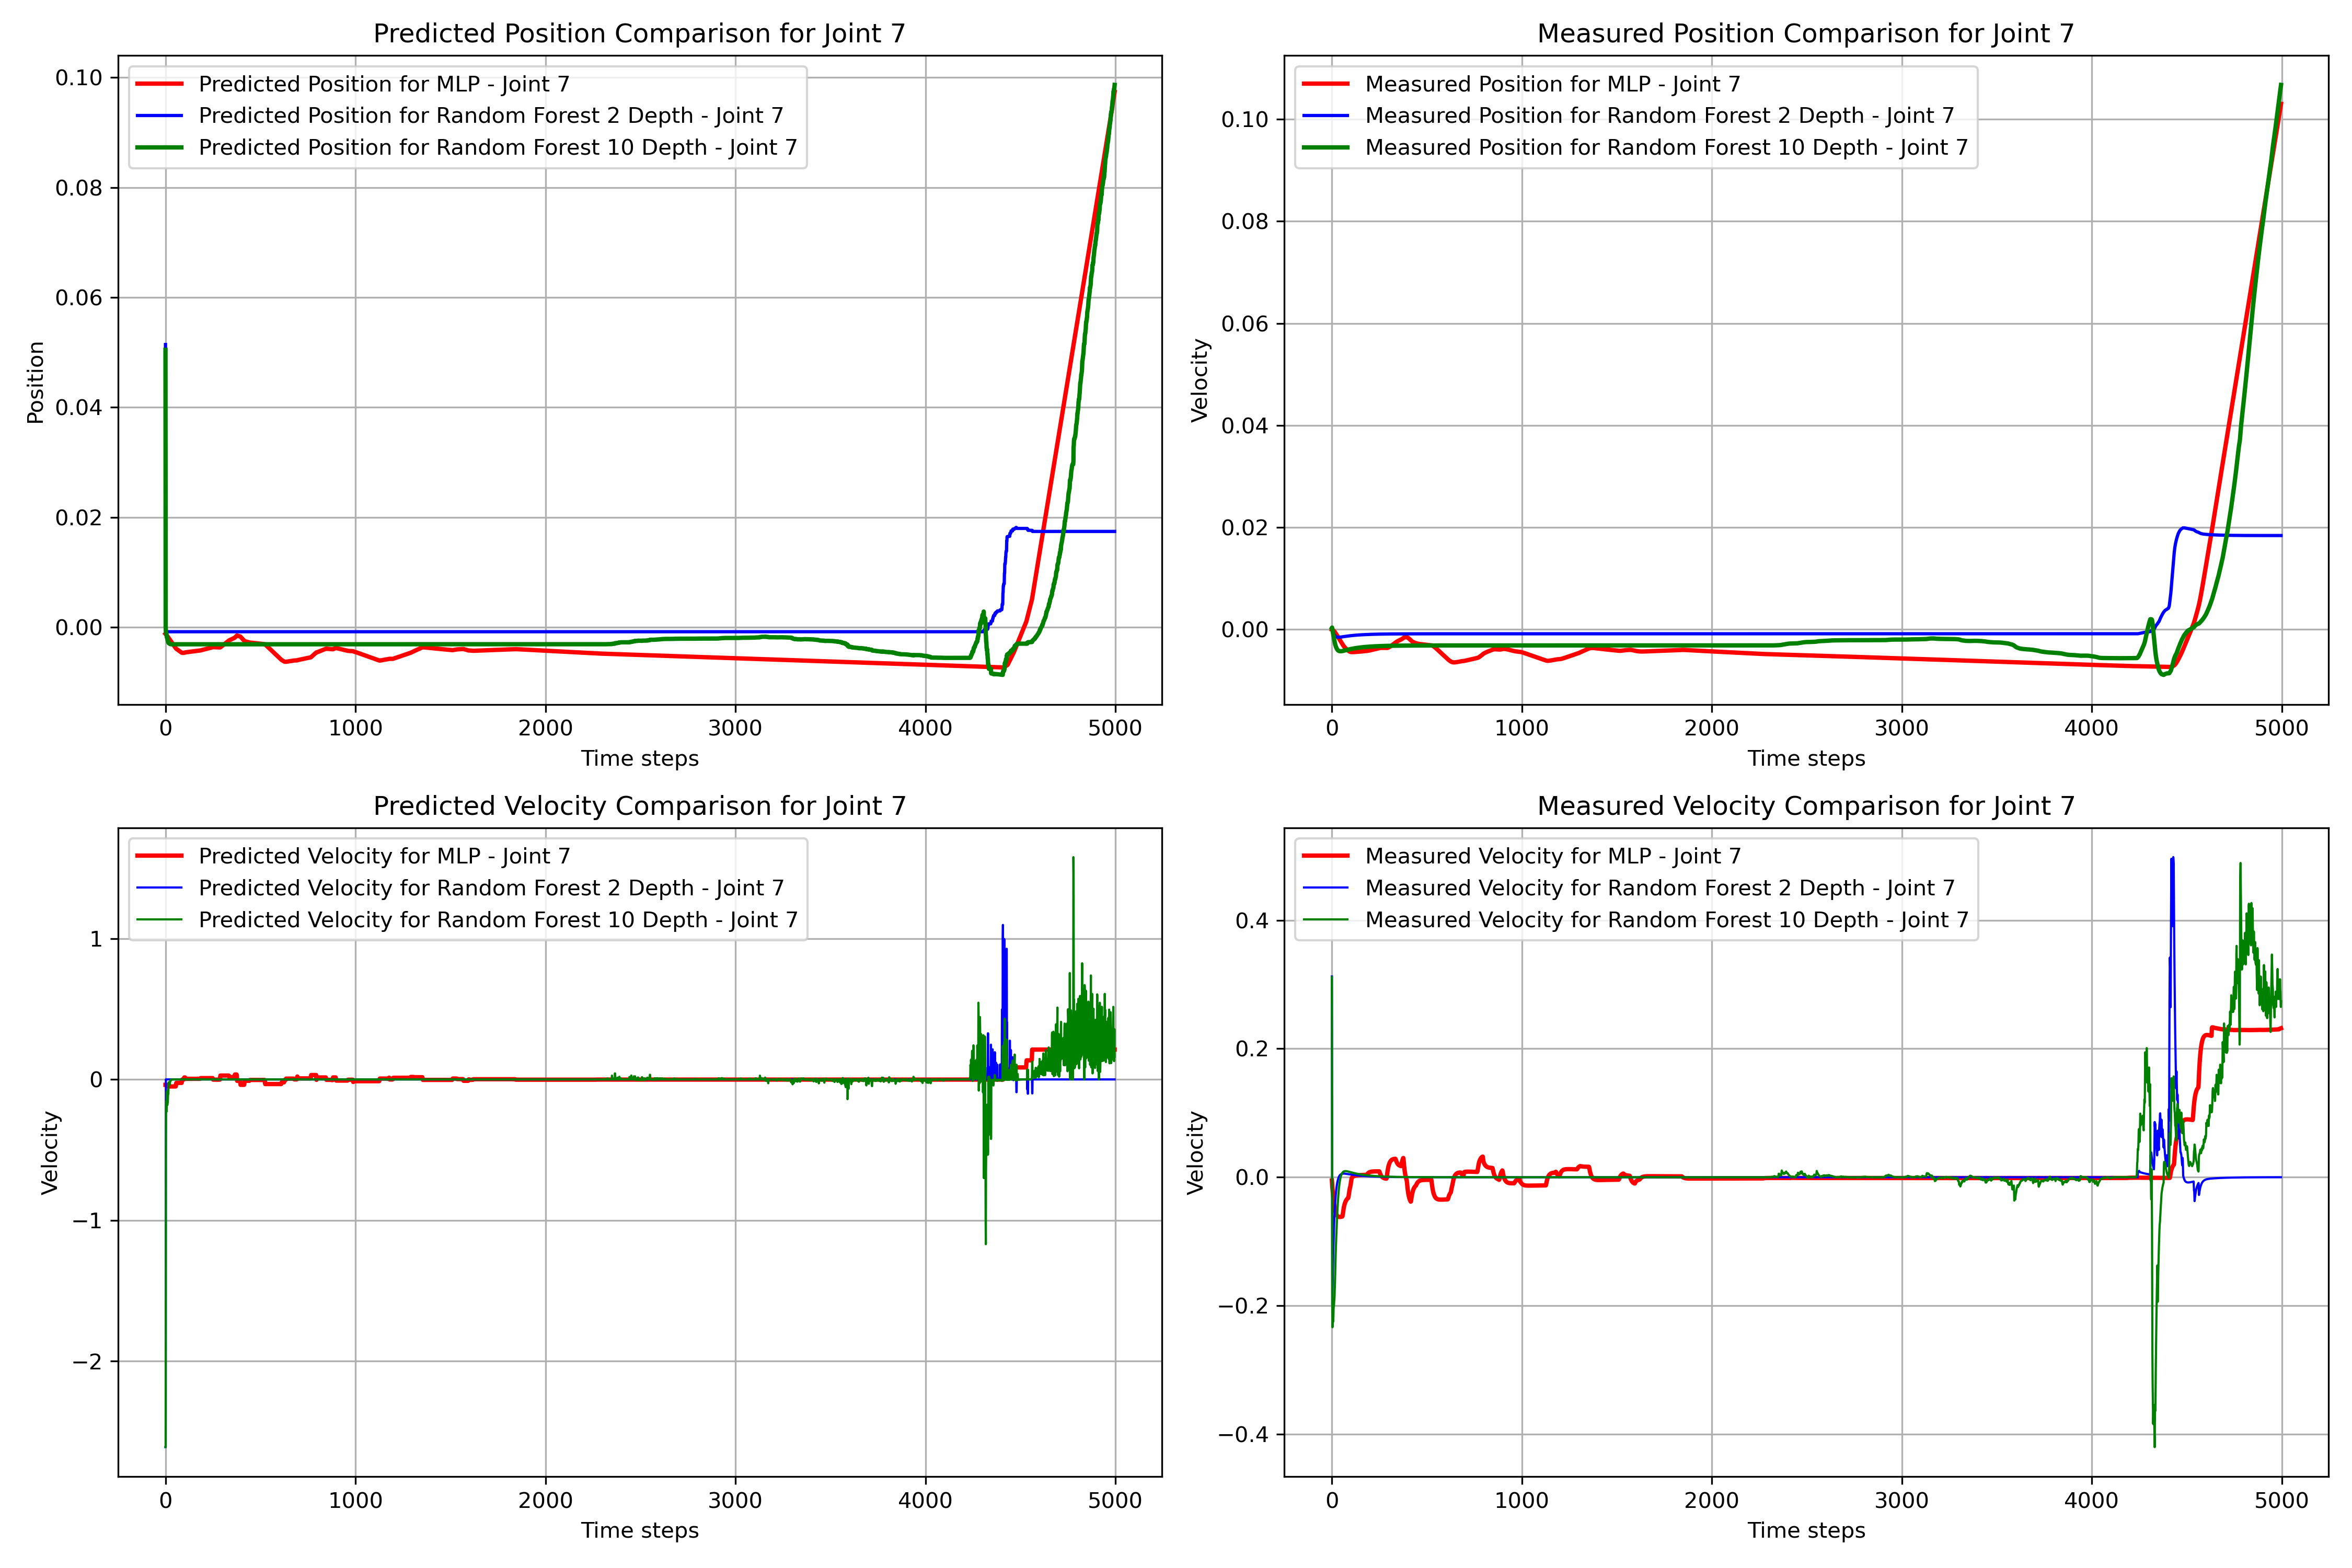 Predicted Position Comparison for Joint 7
Predicted Position for MLP - Joint 7
Predicted Position for Random Forest 2 Depth - Joint 7
Predicted Position for Random Forest 10 Depth - Joint 7
0.10
0.08
0.06
0.04
0.02
0.00
Position
0 1000 2000 3000 4000 5000
Time steps
Measured Position Comparison for Joint 7
Measured Position for MLP - Joint 7
Measured Position for Random Forest 2 Depth - Joint 7
Measured Position for Random Forest 10 Depth - Joint 7
0.10
0.08
0.06
0.04
0.02
0.00
Velocity
0 1000 2000 3000 4000 5000
Time steps
Predicted Velocity Comparison for Joint 7
Predicted Velocity for MLP - Joint 7
Predicted Velocity for Random Forest 2 Depth - Joint 7
Predicted Velocity for Random Forest 10 Depth - Joint 7
1
0
−1
−2
Velocity
0 1000 2000 3000 4000 5000
Time steps
Measured Velocity Comparison for Joint 7
Measured Velocity for MLP - Joint 7
Measured Velocity for Random Forest 2 Depth - Joint 7
Measured Velocity for Random Forest 10 Depth - Joint 7
0.4
0.2
0.0
−0.2
−0.4
Velocity
0 1000 2000 3000 4000 5000
Time steps